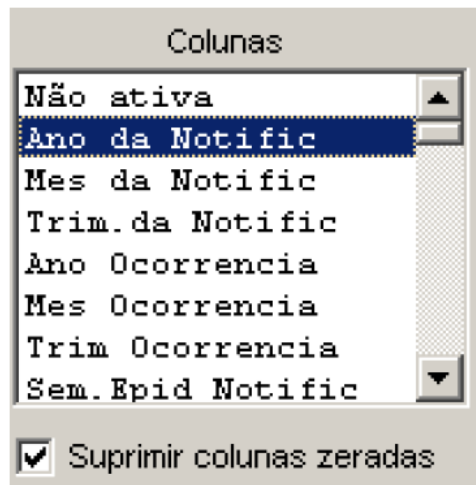 Colunas
Não ativa
Ano da Notific
Mes da Notific
Trim.da Notific
Ano Ocorrencia
Mes Ocorrencia
Trim Ocorrencia
Sem.Epid Notific
Suprimir colunas zeradas